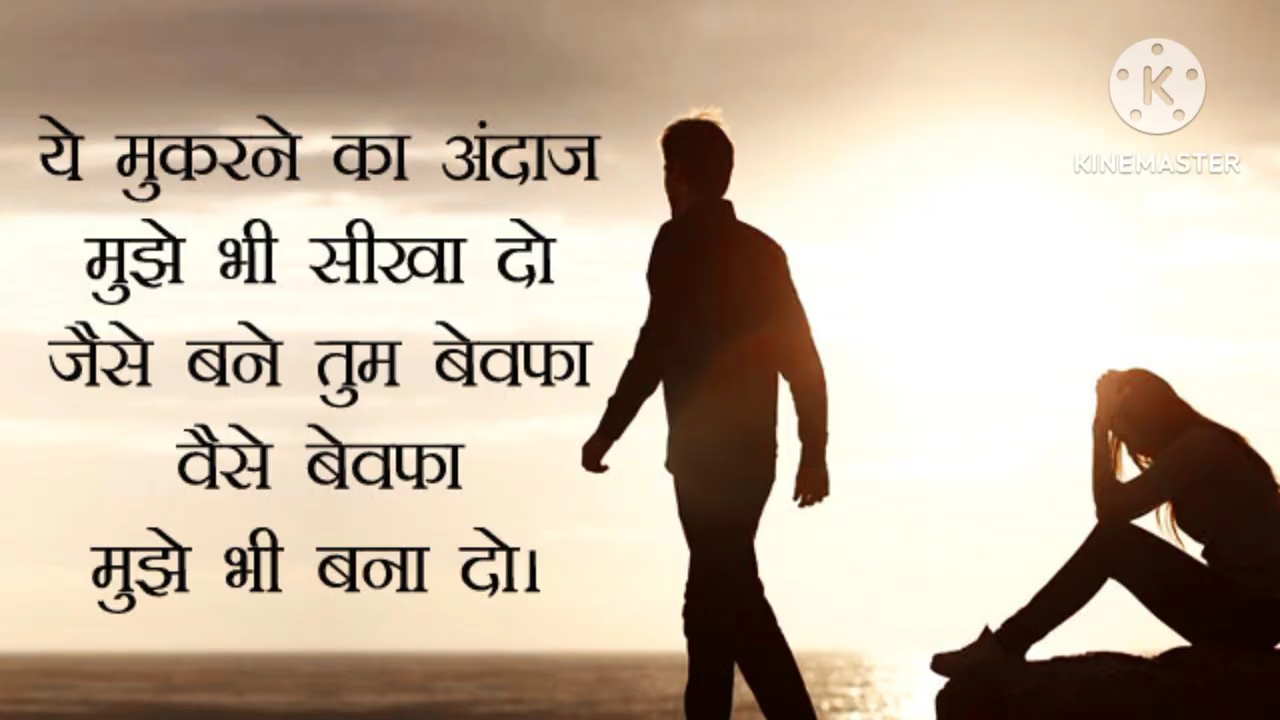 ये मुकरने का अंदाज
मुझे भी सीखा दो
जैसे बने तुम बेवफा
वैसे बेवफा
मुझे भी बना दो।
K
KINEMASTER